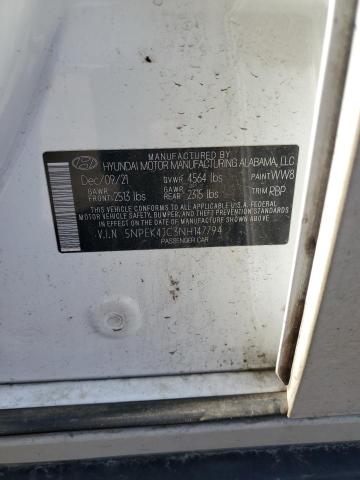 MANUFACTURED BY
HYUNDAI MOTOR MANUFACTURING ALABAMA, LLC
Dec/09/21 GVWR 4564 lbs PAINT WW8
GAWR FRONT 2513 lbs GAWR REAR 2315 lbs TRIM RBP
THIS VEHICLE CONFORMS TO ALL APPLICABLE U.S.A FEDERAL
MOTOR VEHICLE SAFETY, BUMPER, AND THEFT PREVENTION
STANDARDS IN EFFECT ON THE DATE OF MANUFACTURE SHOWN ABOVE
V.I.N 5NPEK4JC3NH147794
PASSENGER CAR